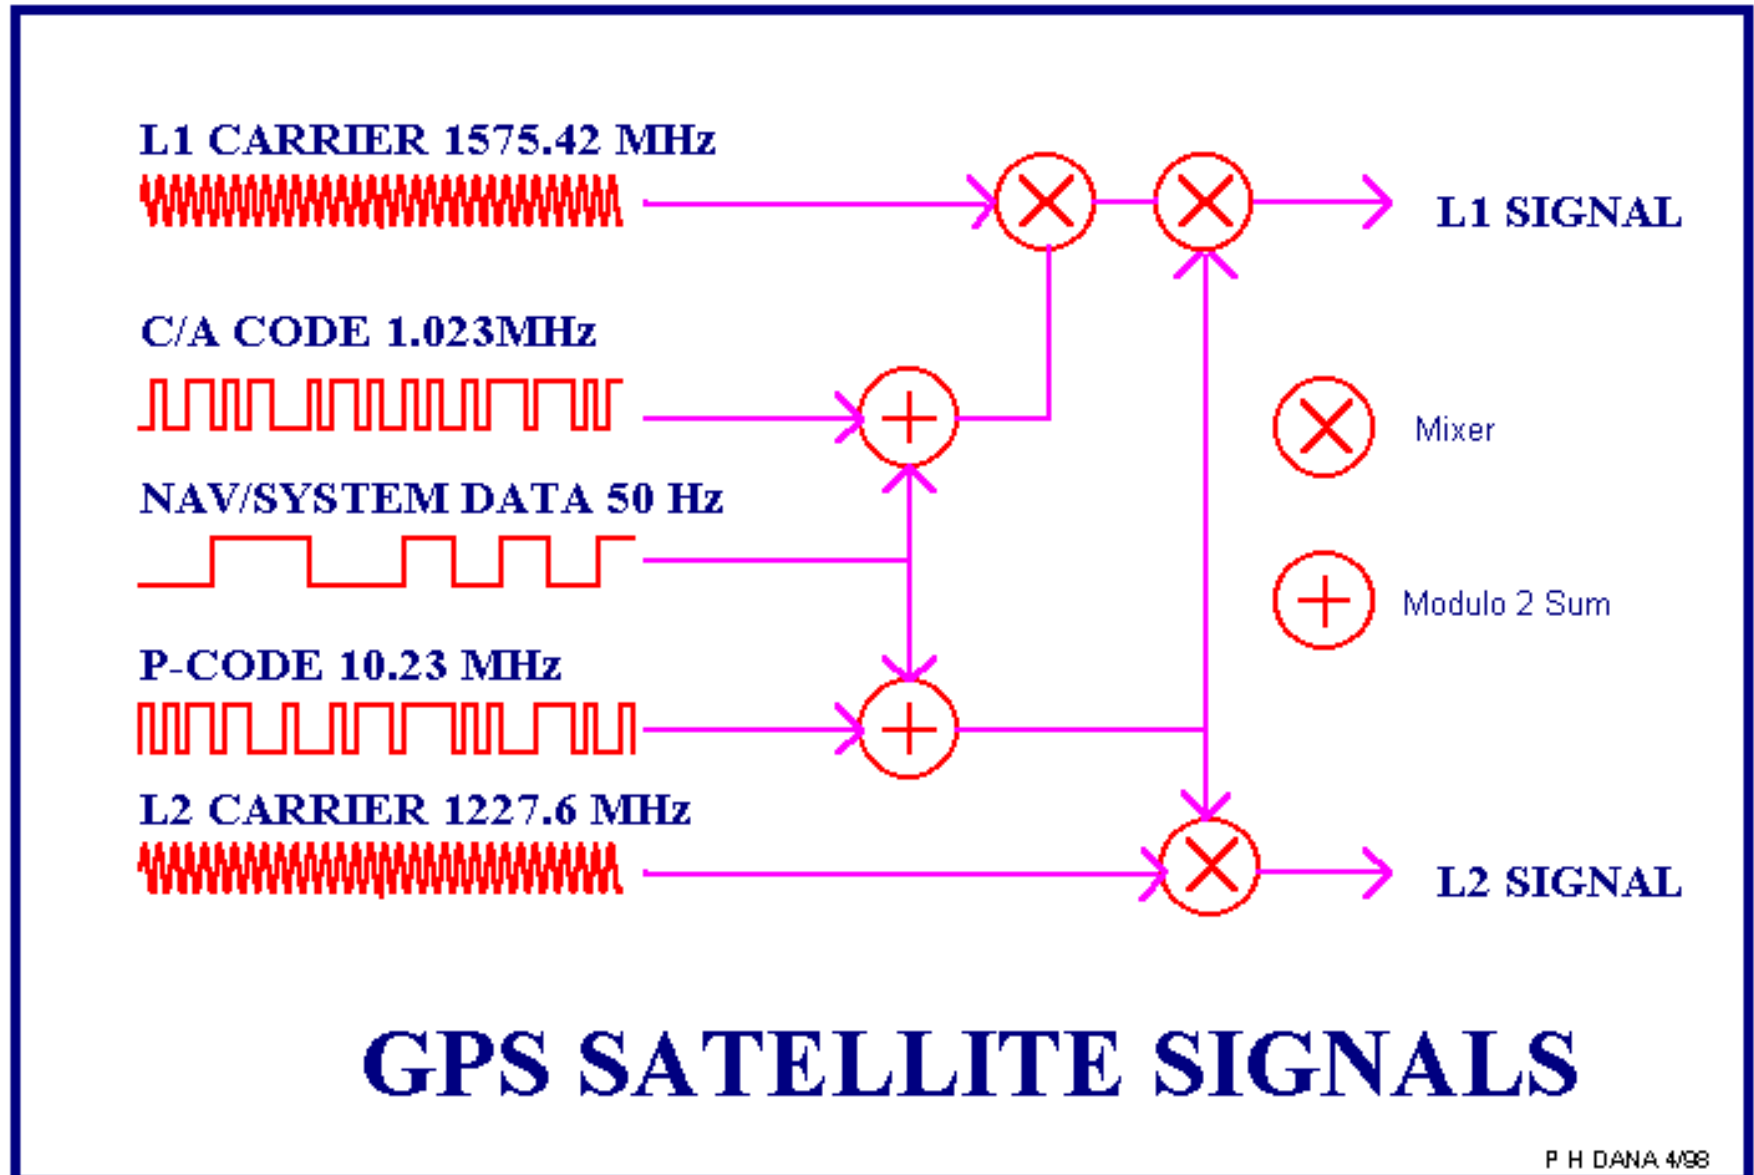 L1 CARRIER 1575.42 MHz
L1 SIGNAL
C/A CODE 1.023MHz
Mixer
NAV/SYSTEM DATA 50 Hz
Modulo 2 Sum
P-CODE 10.23 MHz
L2 CARRIER 1227.6 MHz
L2 SIGNAL
GPS SATELLITE SIGNALS
P H DANA 4/98